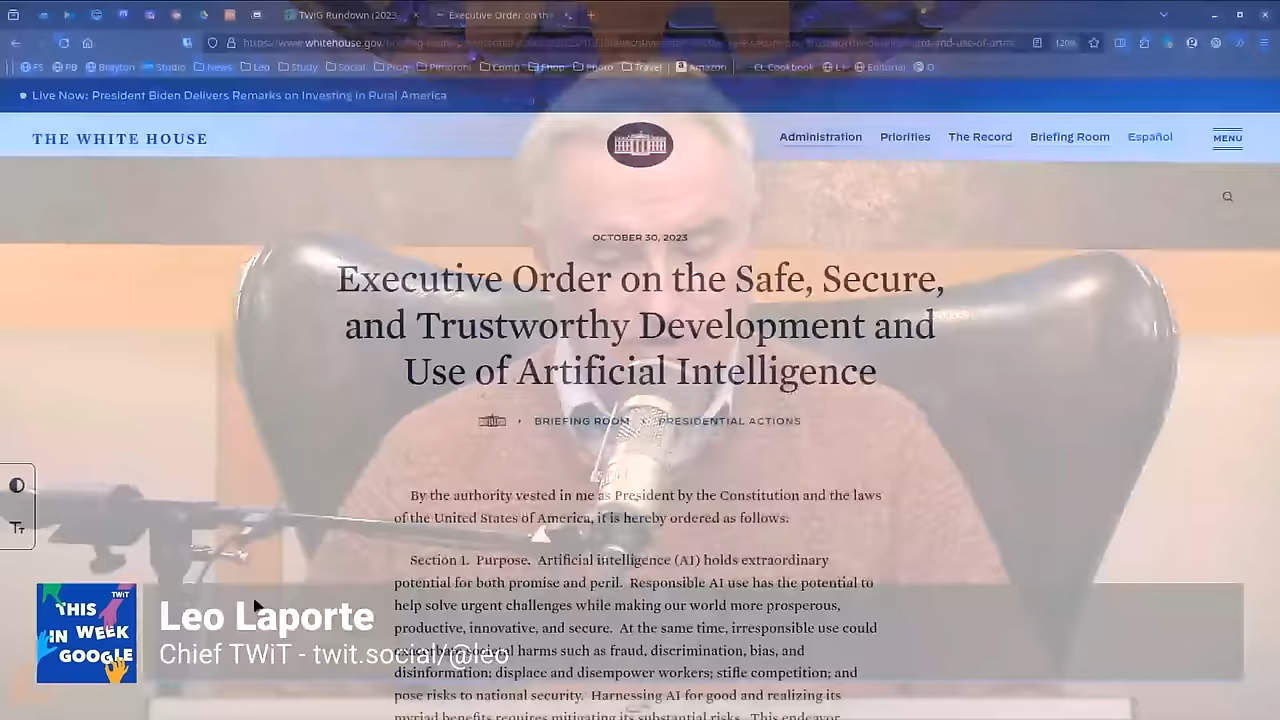 TWiG Rundown (2023
Executive Order on the
120%
FS
PB
Brayton
Studio
News
Leo
Study
Social
Prog
Pimoroni
Comp
Shop
Photo
Travel
Amazon
CL Cookbook
Editorial
Live Now: President Biden Delivers Remarks on Investing in Rural America
THE WHITE HOUSE
Administration
Priorities
The Record
Briefing Room
Español
MENU
OCTOBER 30, 2023
Executive Order on the Safe, Secure,
and Trustworthy Development and
Use of Artificial Intelligence
BRIEFING ROOM
PRESIDENTIAL ACTIONS
By the authority vested in me as President by the Constitution and the laws
of the United States of America, it is hereby ordered as follows:
Section 1. Purpose. Artificial intelligence (AI) holds extraordinary
potential for both promise and peril. Responsible AI use has the potential to
help solve urgent challenges while making our world more prosperous,
productive, innovative, and secure. At the same time, irresponsible use could
harms such as fraud, discrimination, bias, and
disinformation; displace and disempower workers; stifle competition; and
pose risks to national security. Harnessing AI for good and realizing its
myriad benefits requires mitigating its substantial risks. This endeavor
TWiT
THIS
IN WEEK
GOOGLE
Leo Laporte
Chief TWiT - twit.social/@leo